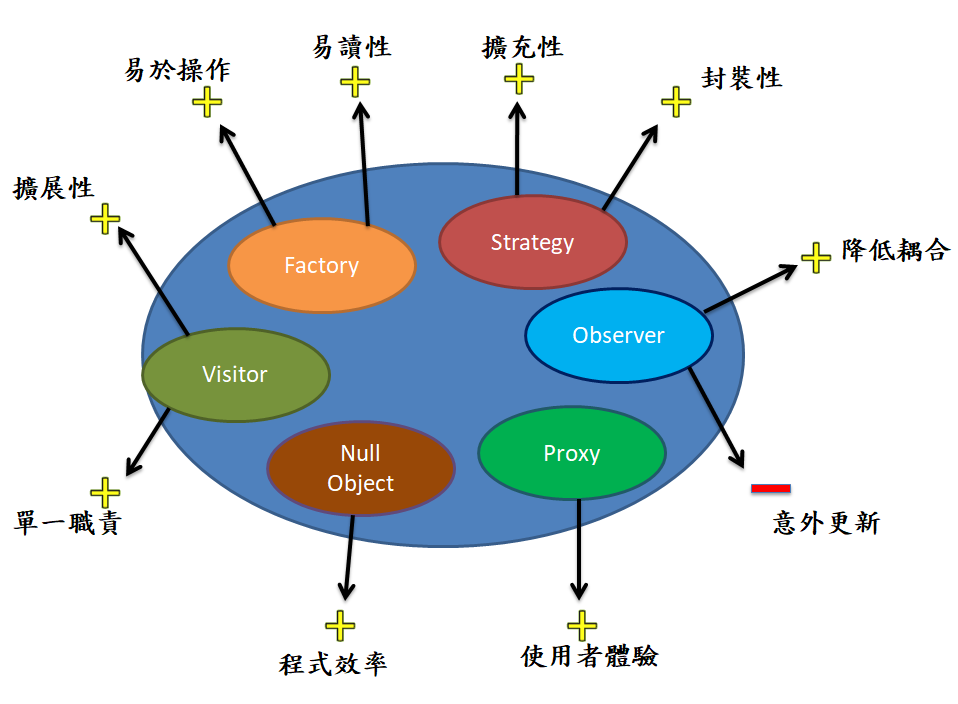 易讀性
擴充性
易於操作
封裝性
擴展性
Strategy
降低耦合
Factory
Observer
Visitor
Null
Object
Proxy
單一職責
意外更新
程式效率
使用者體驗